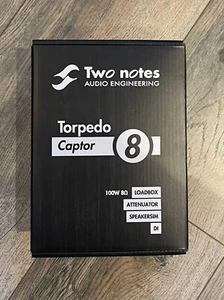 Two notes
AUDIO ENGINEERING
Torpedo
Captor 8
100W 8Ω LOADBOX
ATTENUATOR
SPEAKERSIM
DI